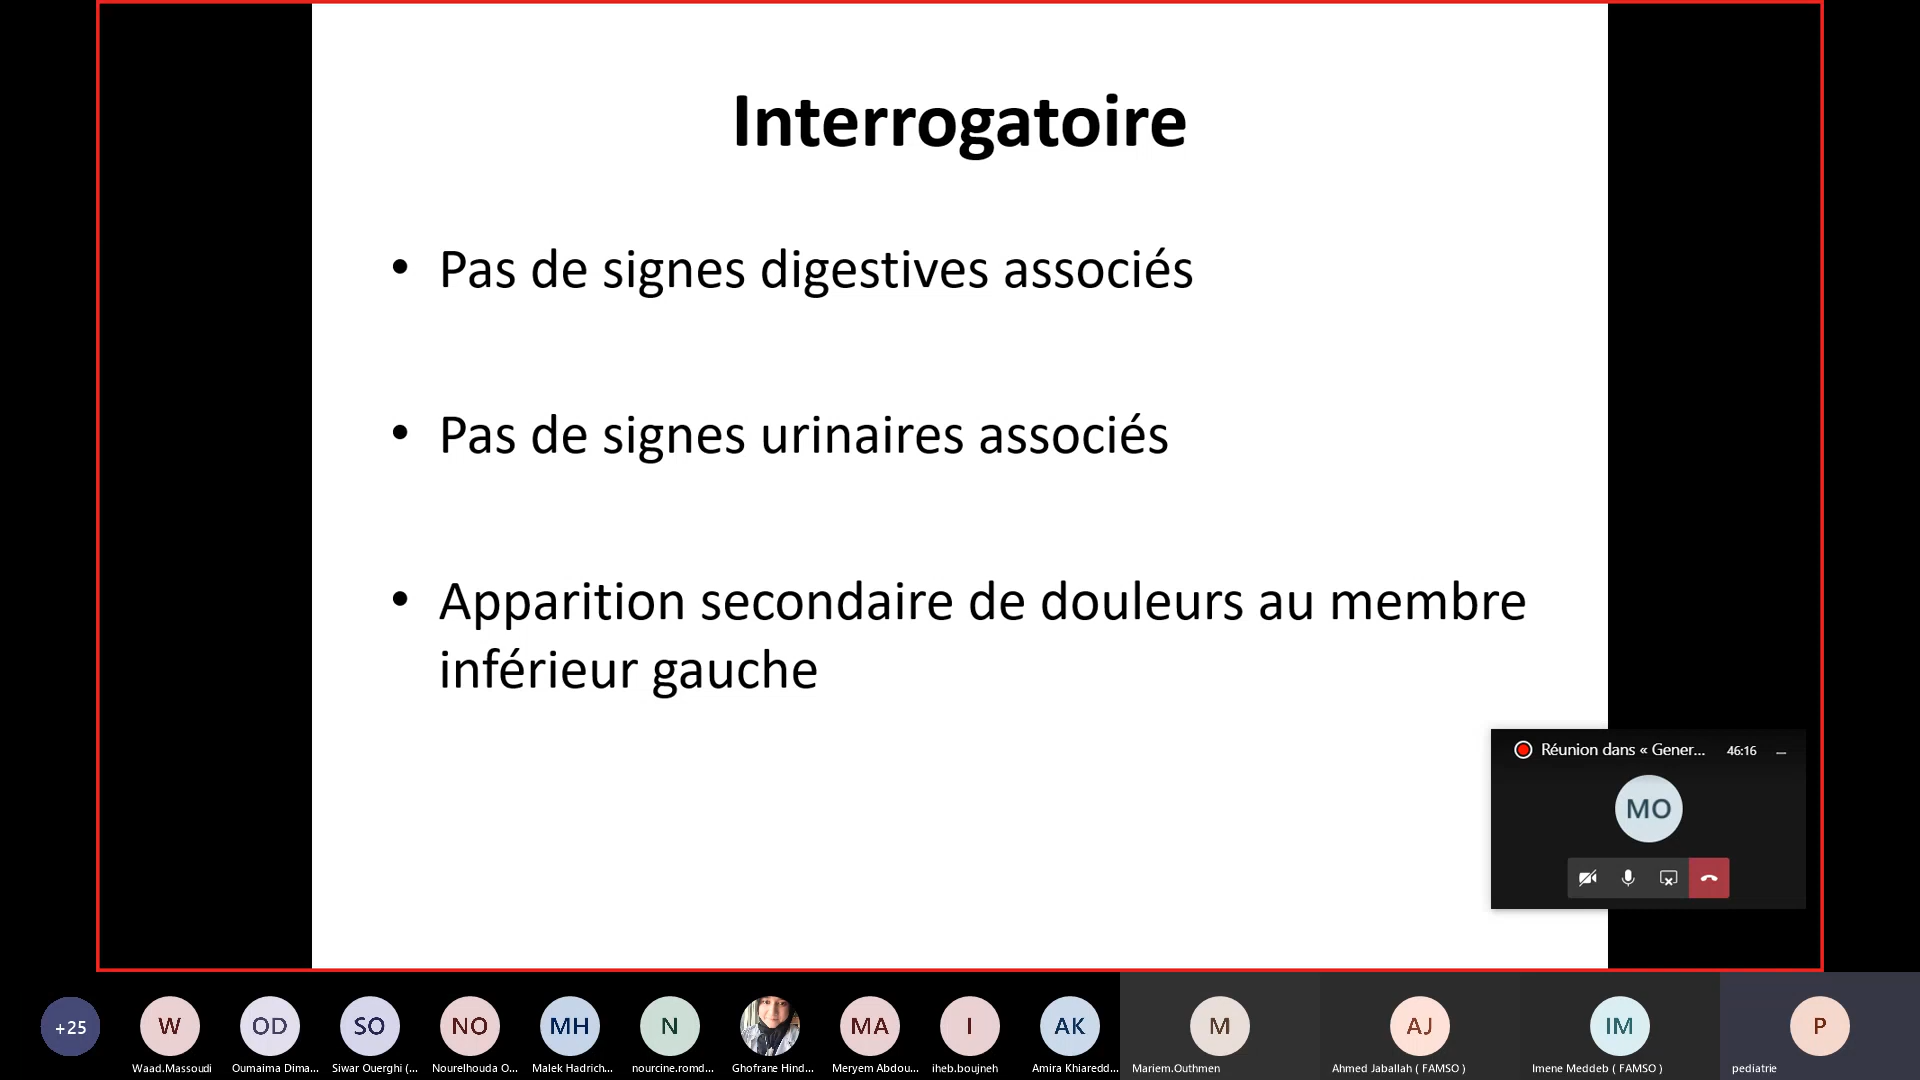 Interrogatoire
• Pas de signes digestives associés
• Pas de signes urinaires associés
• Apparition secondaire de douleurs au membre
inférieur gauche
Réunion dans « Gener... 46:16
MO
+25 W OD SO NO MH N MA I AK M AJ IM P
Waad.Massoudi Oumaima Dima... Siwar Ouerghi (... Nourelhouda O... Malek Hadrich... nourcine.romd... Ghofrane Hind... Meryem Abdou... iheb.boujneh Amira Khiaredd... Mariem.Outhmen Ahmed Jaballah ( FAMSO ) Imene Meddeb ( FAMSO ) pediatrie